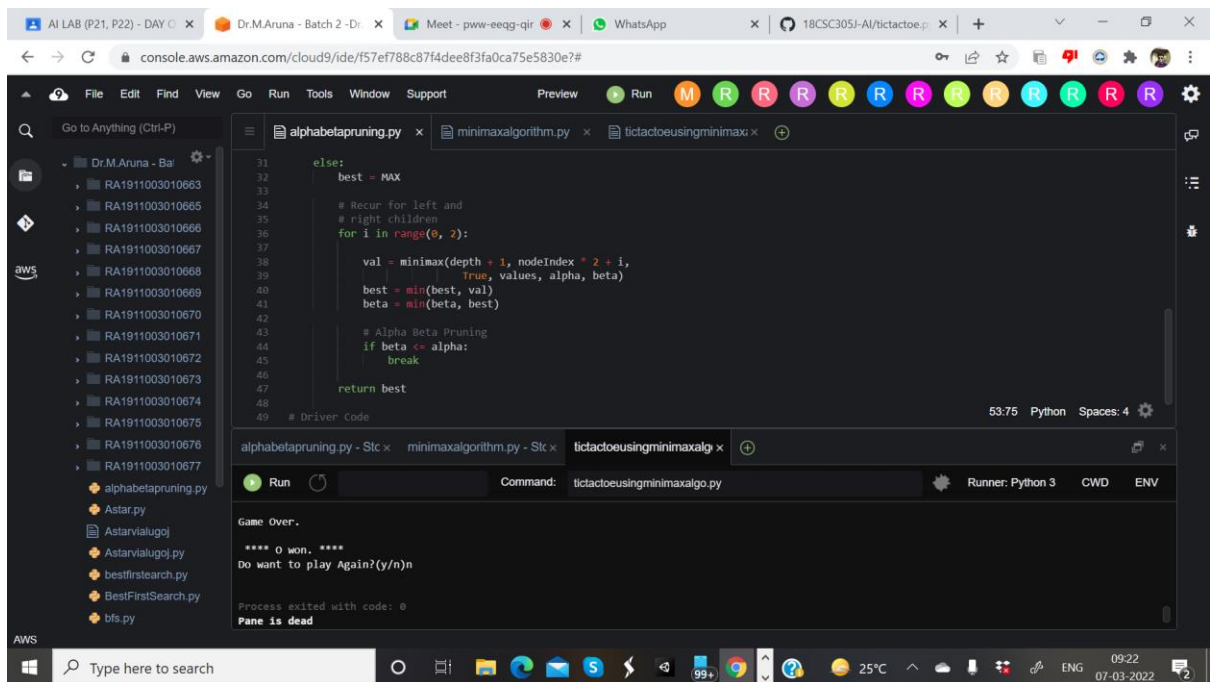 AI LAB (P21, P22) - DAY O
Dr.M.Aruna - Batch 2 -Dr.
Meet - pww-eeqg-qir
WhatsApp
18CSC305J-AI/tictactoe.p
console.aws.amazon.com/cloud9/ide/f57ef788c87f4dee8f3fa0ca75e5830e?#
File Edit Find View Go Run Tools Window Support Preview Run M R R R R R R R R R R R R
Go to Anything (Ctrl-P)
alphabetapruning.py
minimaxalgorithm.py
tictactoeusingminimax
Dr.M.Aruna - Bat
RA1911003010663
RA1911003010665
RA1911003010666
RA1911003010667
RA1911003010668
RA1911003010669
RA1911003010670
RA1911003010671
RA1911003010672
RA1911003010673
RA1911003010674
RA1911003010675
RA1911003010676
RA1911003010677
alphabetapruning.py
Astar.py
Astarvialugoj
Astarvialugoj.py
bestfirstearch.py
BestFirstSearch.py
bfs.py
aws
AWS
31 else:
32 best = MAX
33
34 # Recur for left and
35 # right children
36 for i in range(0, 2):
37
38 val = minimax(depth + 1, nodeIndex * 2 + i,
39 True, values, alpha, beta)
40 best = min(best, val)
41 beta = min(beta, best)
42
43 # Alpha Beta Pruning
44 if beta <= alpha:
45 break
46
47 return best
48
49 # Driver Code
53:75 Python Spaces: 4
alphabetapruning.py - Stc
minimaxalgorithm.py - Stc
tictactoeusingminimaxalg
Run Command: tictactoeusingminimaxalgo.py Runner: Python 3 CWD ENV
Game Over.
**** O won. ****
Do want to play Again?(y/n)n
Process exited with code: 0
Pane is dead
Type here to search
99+
25°C
ENG
09:22
07-03-2022
2